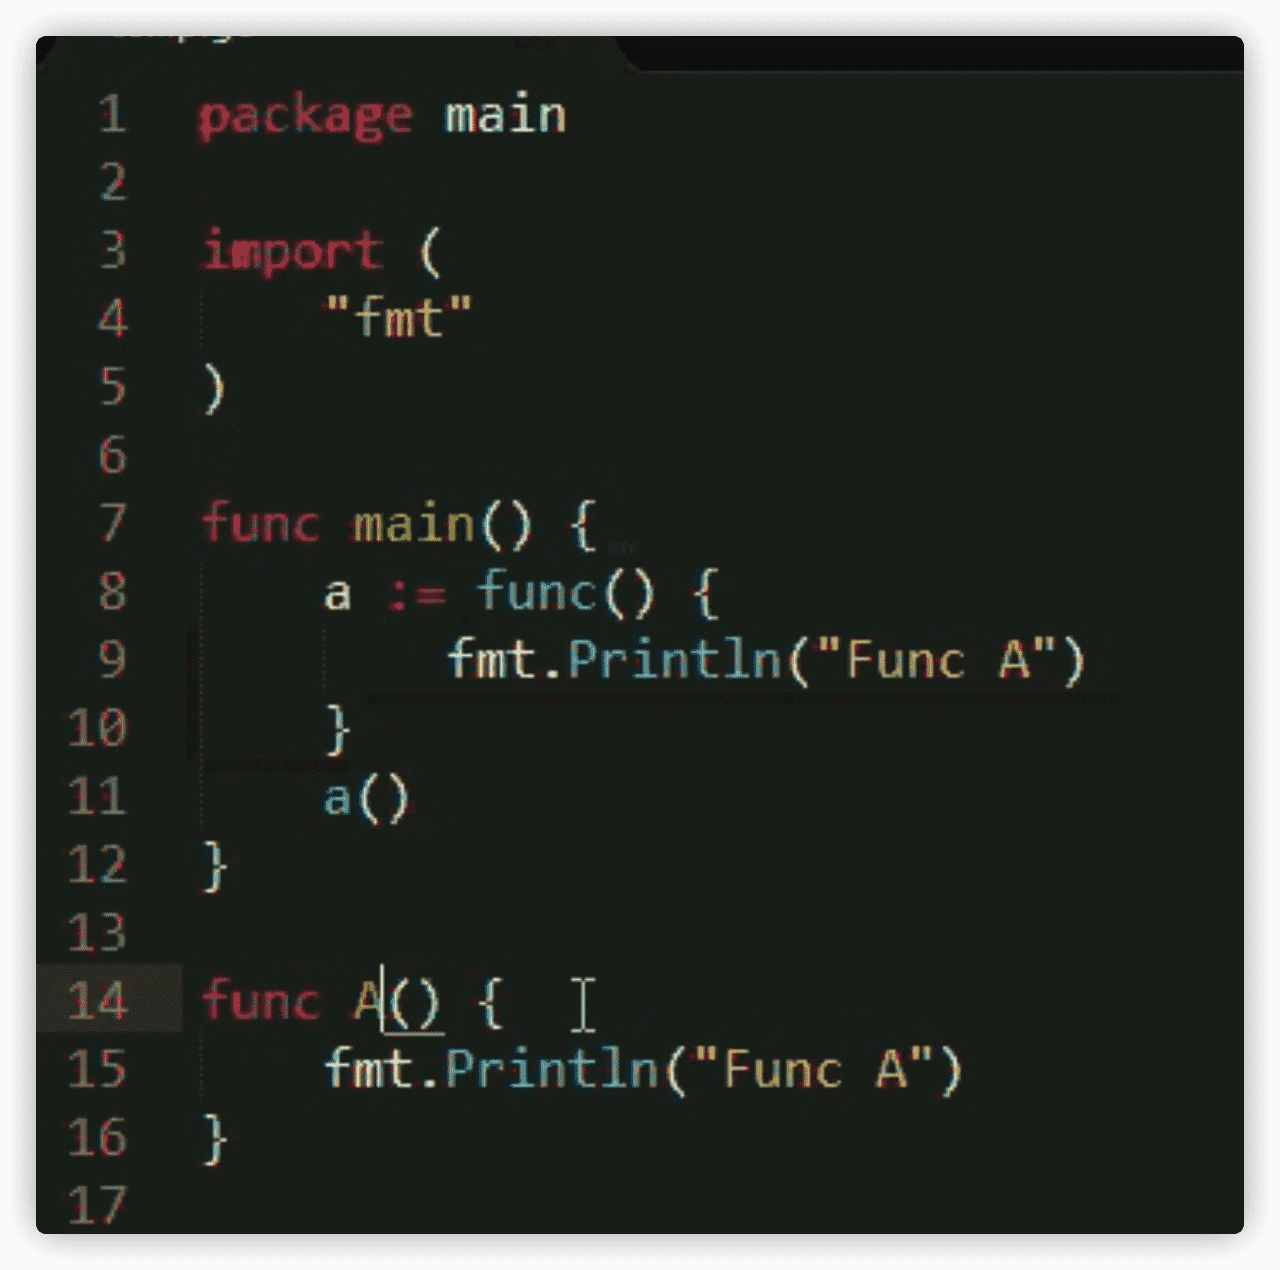 1 package main
2
3 import (
4     "fmt"
5 )
6
7 func main() {
8     a := func() {
9         fmt.Println("Func A")
10     }
11     a()
12 }
13
14 func A() {
15     fmt.Println("Func A")
16 }
17